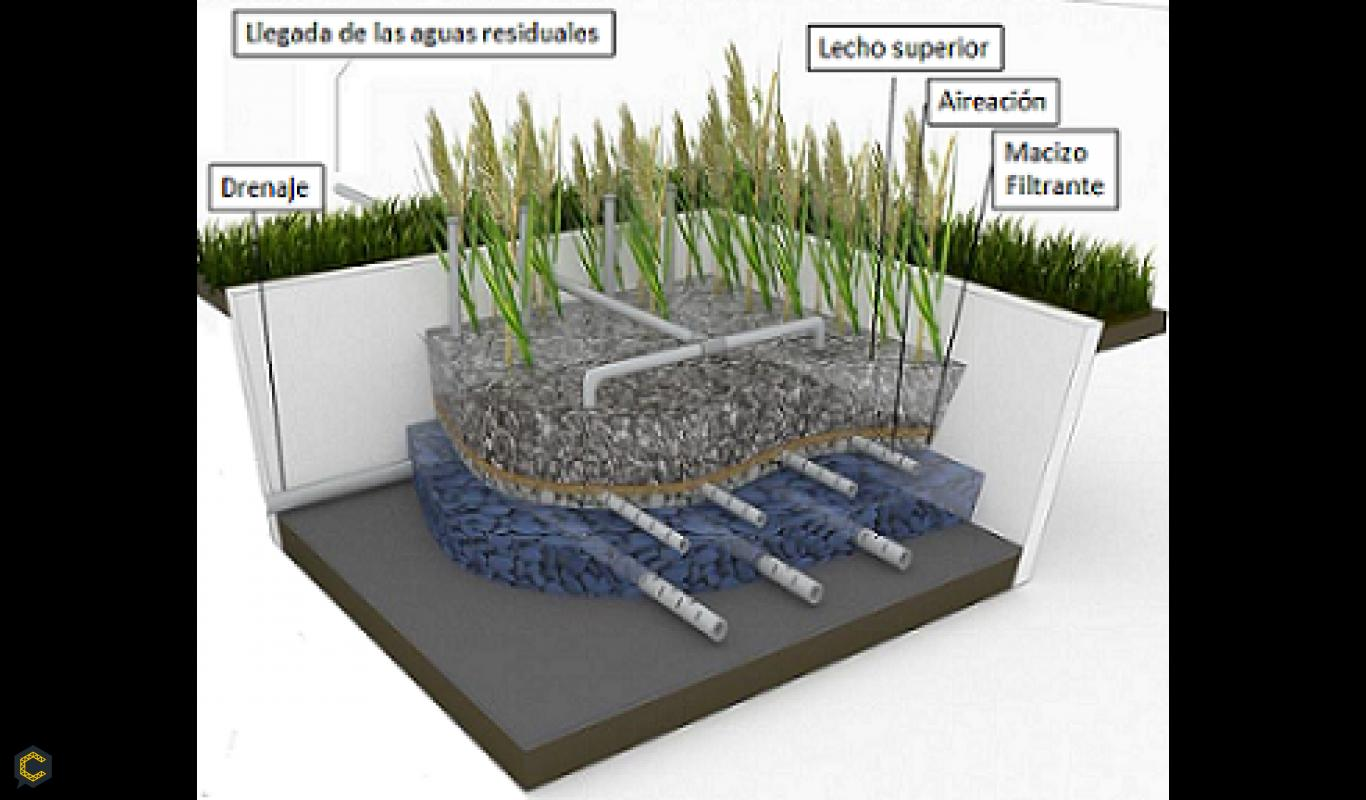 Llegada de las aguas residuales
Lecho superior
Aireación
Macizo
Filtrante
Drenaje